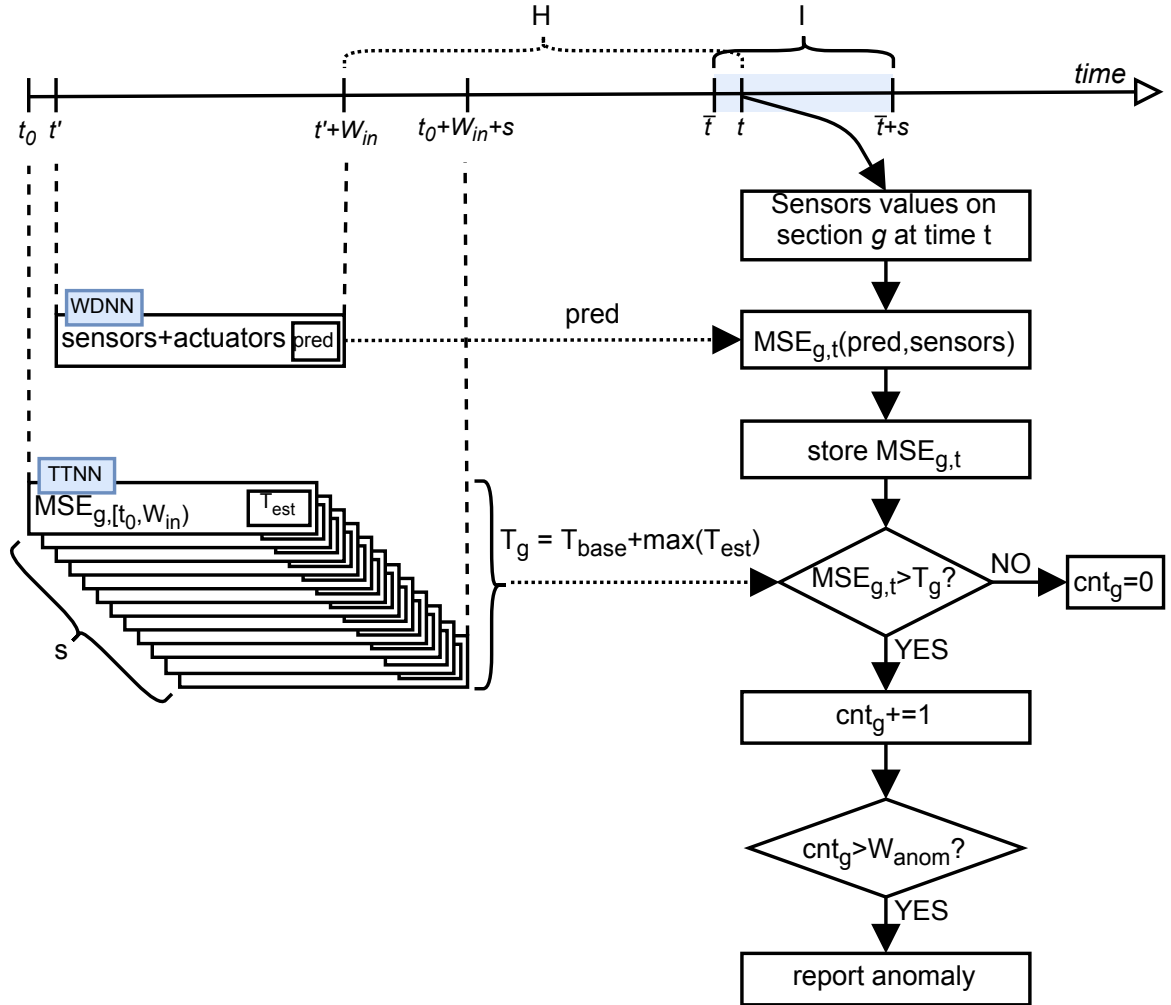 H
I
time
t0
t'
t'+Win
t0+Win+s
t̅
t
t̅+s
Sensors values on
section g at time t
WDNN
sensors+actuators
pred
pred
MSEg,t(pred,sensors)
store MSEg,t
TTNN
MSEg,[t0,Win)
Test
Tg = Tbase+max(Test)
MSEg,t>Tg?
NO
cntg=0
s
YES
cntg+=1
cntg>Wanom?
YES
report anomaly